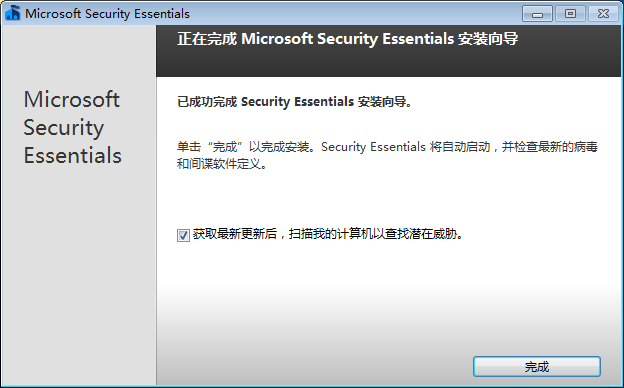 Microsoft Security Essentials
正在完成 Microsoft Security Essentials 安装向导
Microsoft
Security
Essentials
已成功完成 Security Essentials 安装向导。
单击“完成”以完成安装。Security Essentials 将自动启动，并检查最新的病毒
和间谍软件定义。
获取最新更新后，扫描我的计算机以查找潜在威胁。
完成